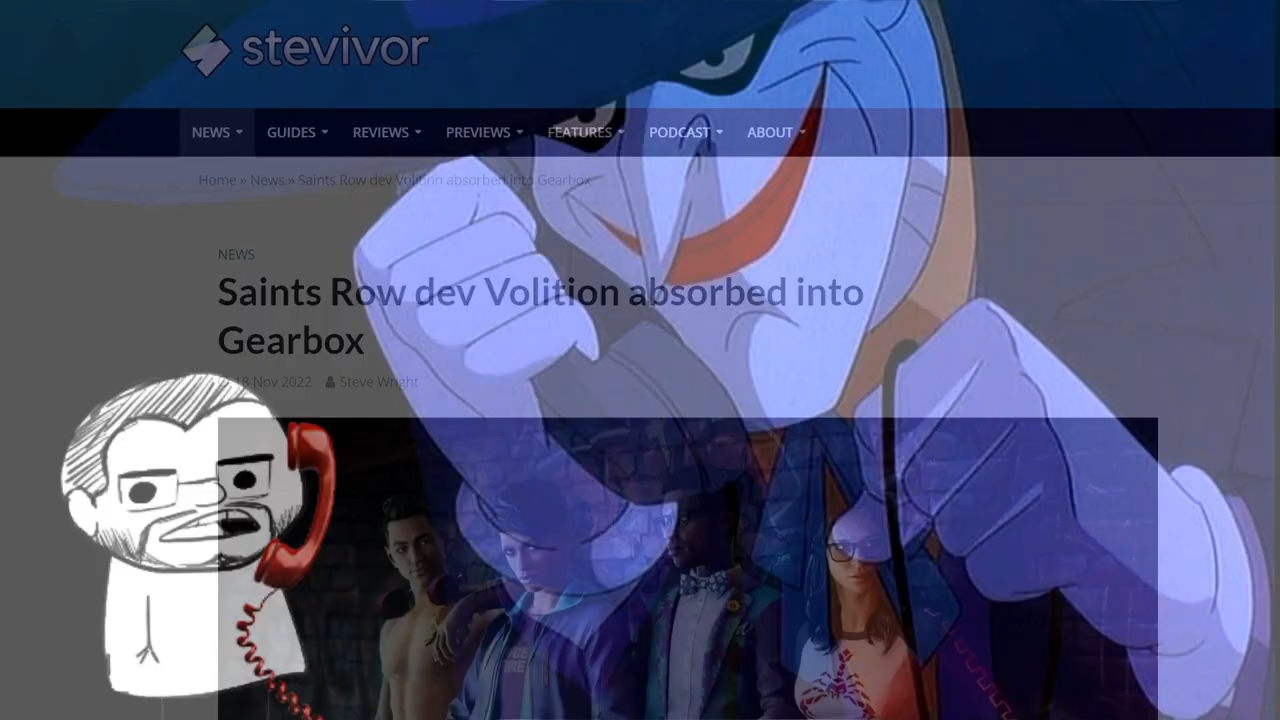 stevivor
NEWS GUIDES REVIEWS PREVIEWS FEATURES PODCAST ABOUT
Home » News » Saints Row dev Volition absorbed into Gearbox
NEWS
Saints Row dev Volition absorbed into
Gearbox
18 Nov 2022 Steve Wright